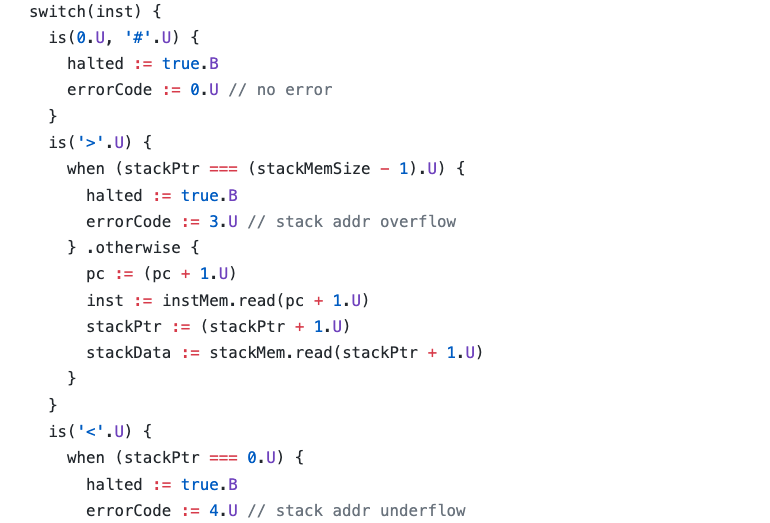 switch(inst) {
is(0.U, '#'.U) {
halted := true.B
errorCode := 0.U // no error
}
is('>'.U) {
when (stackPtr === (stackMemSize - 1).U) {
halted := true.B
errorCode := 3.U // stack addr overflow
} .otherwise {
pc := (pc + 1.U)
inst := instMem.read(pc + 1.U)
stackPtr := (stackPtr + 1.U)
stackData := stackMem.read(stackPtr + 1.U)
}
}
is('<'.U) {
when (stackPtr === 0.U) {
halted := true.B
errorCode := 4.U // stack addr underflow